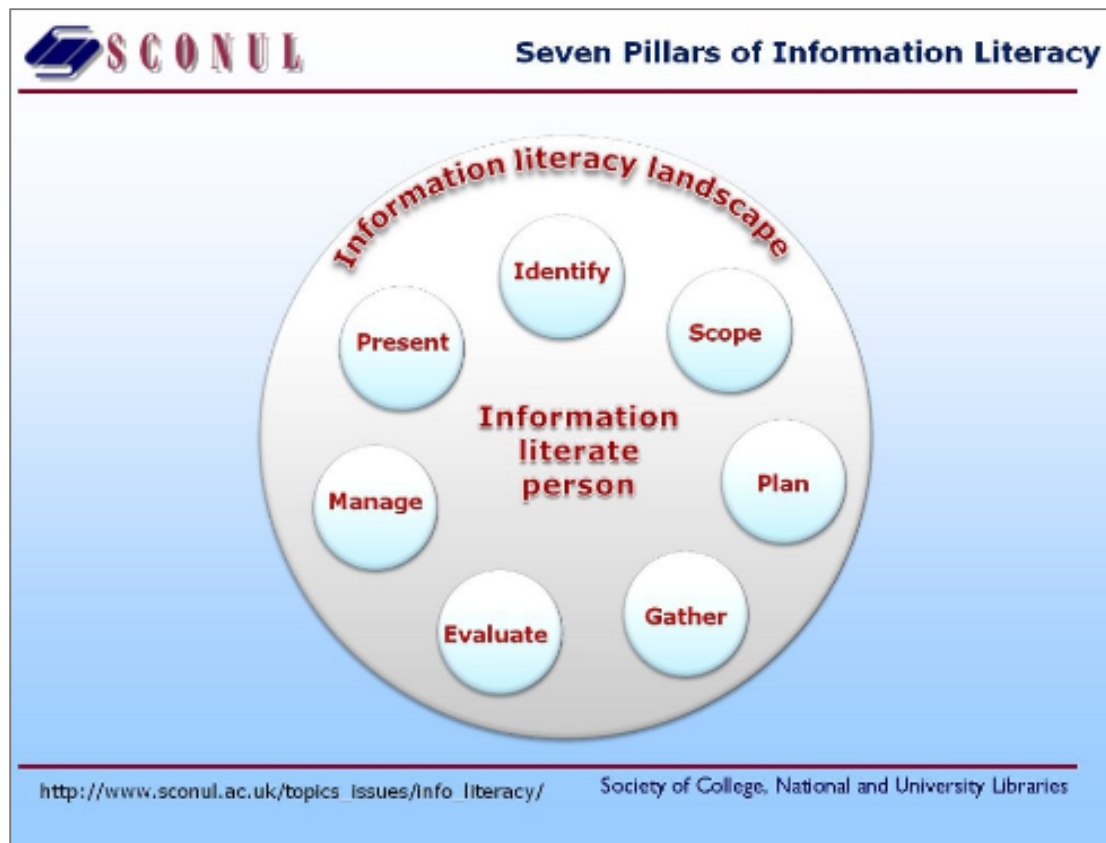 SCONUL
Seven Pillars of Information Literacy
Information literacy landscape
Identify
Scope
Present
Information
literate
person
Plan
Manage
Gather
Evaluate
http://www.sconul.ac.uk/topics_issues/info_literacy/
Society of College, National and University Libraries